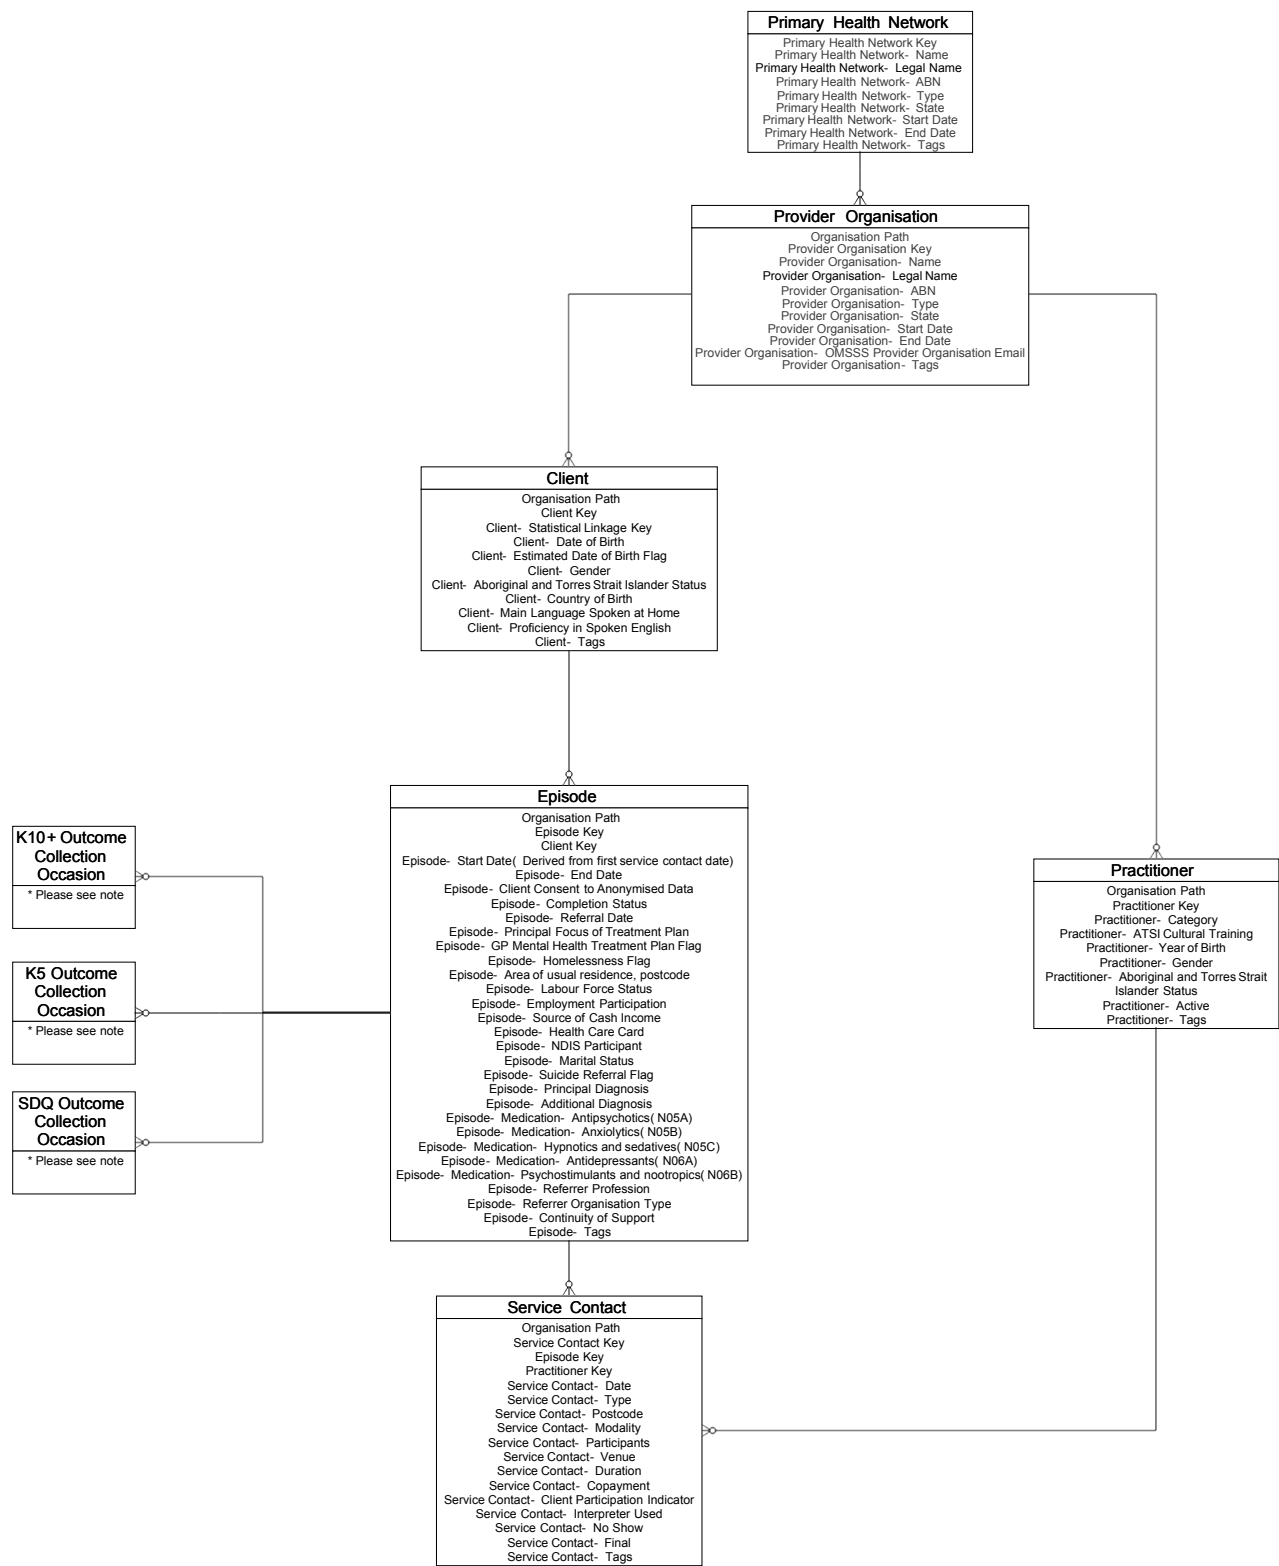 Primary Health Network
Primary Health Network Key
Primary Health Network- Name
Primary Health Network- Legal Name
Primary Health Network- ABN
Primary Health Network- Type
Primary Health Network- State
Primary Health Network- Start Date
Primary Health Network- End Date
Primary Health Network- Tags
Provider Organisation
Organisation Path
Provider Organisation Key
Provider Organisation- Name
Provider Organisation- Legal Name
Provider Organisation- ABN
Provider Organisation- Type
Provider Organisation- State
Provider Organisation- Start Date
Provider Organisation- End Date
Provider Organisation- OMSSS Provider Organisation Email
Provider Organisation- Tags
Client
Organisation Path
Client Key
Client- Statistical Linkage Key
Client- Date of Birth
Client- Estimated Date of Birth Flag
Client- Gender
Client- Aboriginal and Torres Strait Islander Status
Client- Country of Birth
Client- Main Language Spoken at Home
Client- Proficiency in Spoken English
Client- Tags
Episode
Organisation Path
Episode Key
Client Key
Episode- Start Date( Derived from first service contact date)
Episode- End Date
Episode- Client Consent to Anonymised Data
Episode- Completion Status
Episode- Referral Date
Episode- Principal Focus of Treatment Plan
Episode- GP Mental Health Treatment Plan Flag
Episode- Homelessness Flag
Episode- Area of usual residence, postcode
Episode- Labour Force Status
Episode- Employment Participation
Episode- Source of Cash Income
Episode- Health Care Card
Episode- NDIS Participant
Episode- Marital Status
Episode- Suicide Referral Flag
Episode- Principal Diagnosis
Episode- Additional Diagnosis
Episode- Medication- Antipsychotics( N05A)
Episode- Medication- Anxiolytics( N05B)
Episode- Medication- Hypnotics and sedatives( N05C)
Episode- Medication- Antidepressants( N06A)
Episode- Medication- Psychostimulants and nootropics( N06B)
Episode- Referrer Profession
Episode- Referrer Organisation Type
Episode- Continuity of Support
Episode- Tags
K10+ Outcome
Collection
Occasion
* Please see note
K5 Outcome
Collection
Occasion
* Please see note
SDQ Outcome
Collection
Occasion
* Please see note
Practitioner
Organisation Path
Practitioner Key
Practitioner- Category
Practitioner- ATSI Cultural Training
Practitioner- Year of Birth
Practitioner- Gender
Practitioner- Aboriginal and Torres Strait
Islander Status
Practitioner- Active
Practitioner- Tags
Service Contact
Organisation Path
Service Contact Key
Episode Key
Practitioner Key
Service Contact- Date
Service Contact- Type
Service Contact- Postcode
Service Contact- Modality
Service Contact- Participants
Service Contact- Venue
Service Contact- Duration
Service Contact- Copayment
Service Contact- Client Participation Indicator
Service Contact- Interpreter Used
Service Contact- No Show
Service Contact- Final
Service Contact- Tags